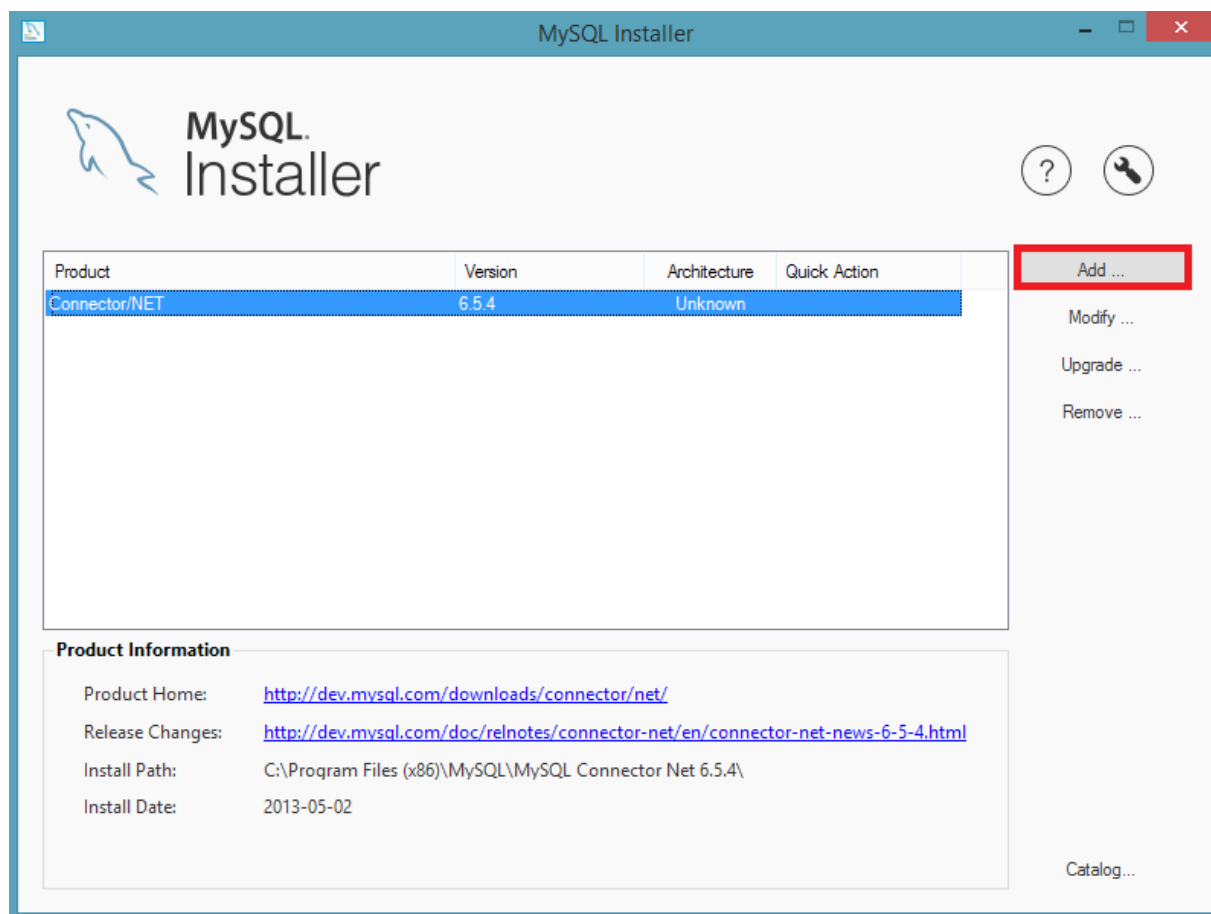 MySQL Installer
MySQL.
Installer
?
Product Version Architecture Quick Action
Connector/NET 6.5.4 Unknown
Add ...
Modify ...
Upgrade ...
Remove ...
Product Information
Product Home: http://dev.mysql.com/downloads/connector/net/
Release Changes: http://dev.mysql.com/doc/relnotes/connector-net/en/connector-net-news-6-5-4.html
Install Path: C:\Program Files (x86)\MySQL\MySQL Connector Net 6.5.4\
Install Date: 2013-05-02
Catalog...